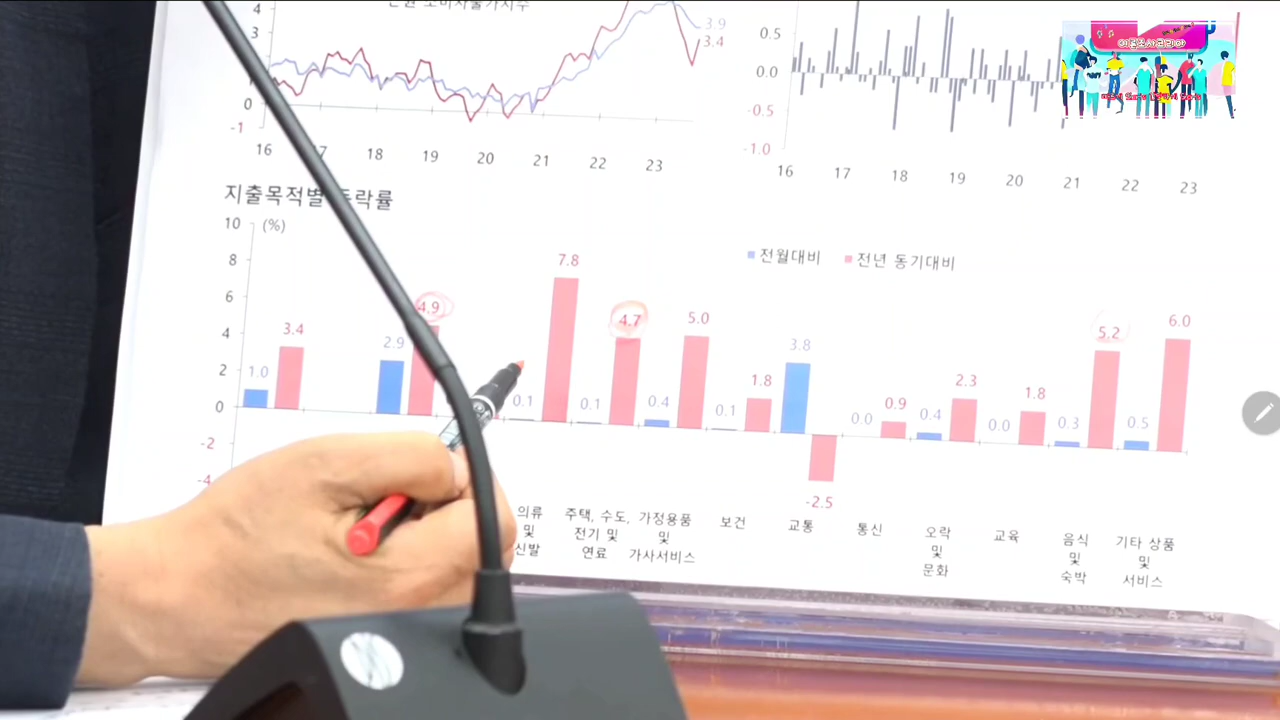 4
3
0
-1
3.9
3.4
16 17 18 19 20 21 22 23
0.5
0.0
-0.5
-1.0
16 17 18 19 20 21 22 23
지출목적별 등락률
10 (%)
8
6
4
2
0
-2
-4
전월대비 전년 동기대비
1.0 3.4
2.9 4.9
0.1 7.8
0.1 4.7
0.4 5.0
0.1 1.8
3.8 -2.5
0.0 0.9
0.4 2.3
0.0 1.8
0.3 5.2
0.5 6.0
의류
및
신발
주택, 수도,
전기 및
연료
가정용품
및
가사서비스
보건
교통
통신
오락
및
문화
교육
음식
및
숙박
기타 상품
및
서비스